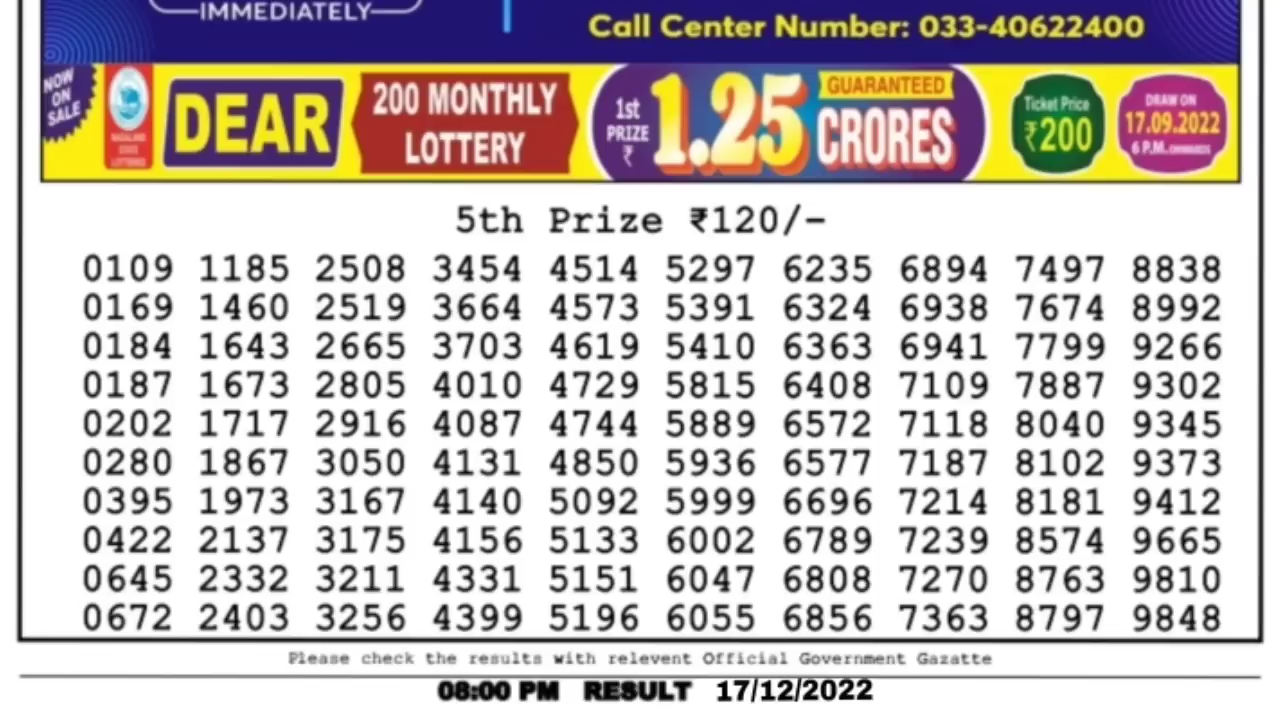 IMMEDIATELY
Call Center Number: 033-40622400
NOW
ON
SALE
NAGALAND
STATE
LOTTERIES
DEAR
200 MONTHLY
LOTTERY
1st
PRIZE
₹
1.25
GUARANTEED
CRORES
Ticket Price
₹200
DRAW ON
17.09.2022
6 P.M. ONWARDS
5th Prize ₹120/-
0109 1185 2508 3454 4514 5297 6235 6894 7497 8838
0169 1460 2519 3664 4573 5391 6324 6938 7674 8992
0184 1643 2665 3703 4619 5410 6363 6941 7799 9266
0187 1673 2805 4010 4729 5815 6408 7109 7887 9302
0202 1717 2916 4087 4744 5889 6572 7118 8040 9345
0280 1867 3050 4131 4850 5936 6577 7187 8102 9373
0395 1973 3167 4140 5092 5999 6696 7214 8181 9412
0422 2137 3175 4156 5133 6002 6789 7239 8574 9665
0645 2332 3211 4331 5151 6047 6808 7270 8763 9810
0672 2403 3256 4399 5196 6055 6856 7363 8797 9848
Please check the results with relevent Official Government Gazatte
08:00 PM RESULT 17/12/2022